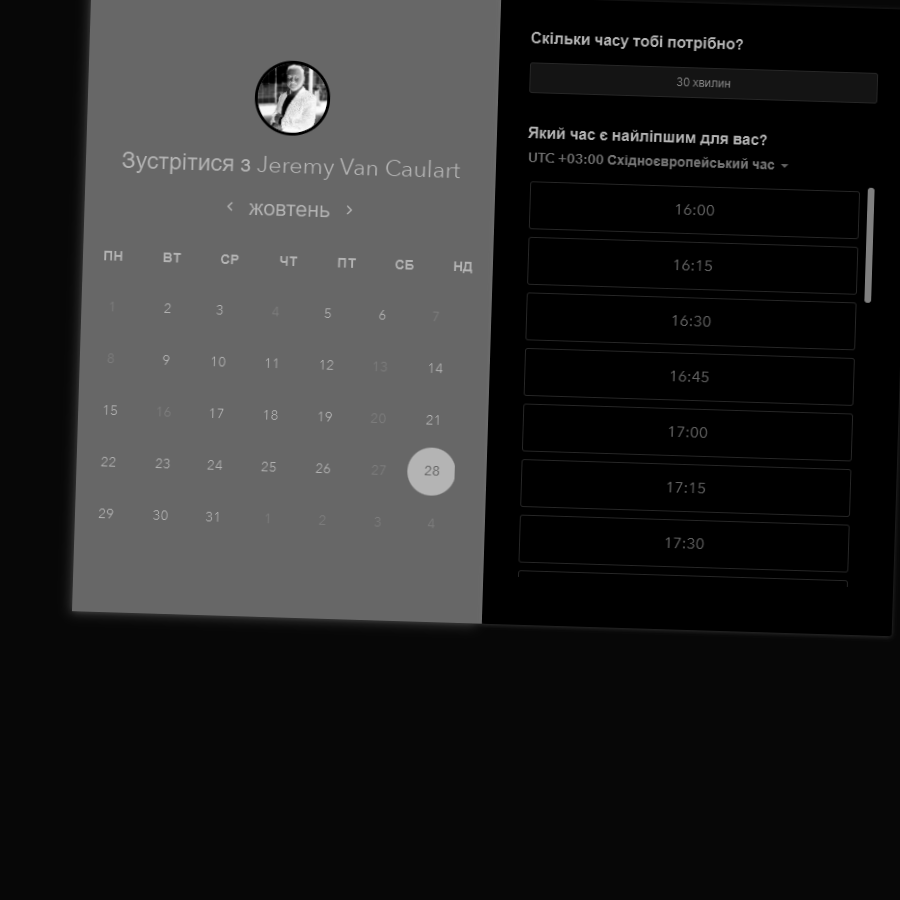 Зустрітися з Jeremy Van Caulart
жовтень
ПН ВТ СР ЧТ ПТ СБ НД
1 2 3 4 5 6 7
8 9 10 11 12 13 14
15 16 17 18 19 20 21
22 23 24 25 26 27 28
29 30 31 1 2 3 4
Скільки часу тобі потрібно?
30 хвилин
Який час є найліпшим для вас?
UTC +03:00 Східноєвропейський час
16:00
16:15
16:30
16:45
17:00
17:15
17:30